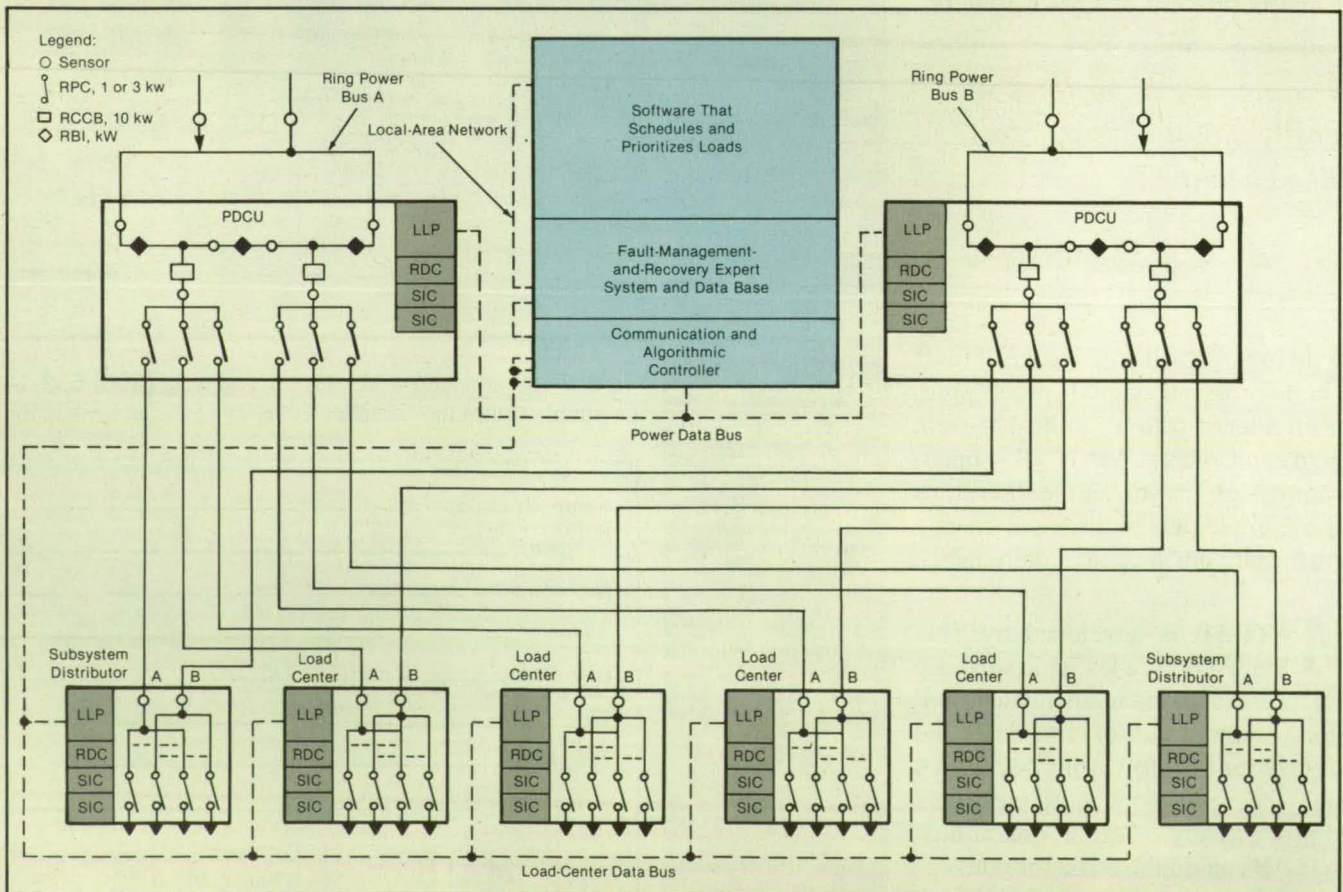 Legend:
Sensor
RPC, 1 or 3 kw
RCCB, 10 kw
RBI, kW
Ring Power
Bus A
Local-Area Network
Software That
Schedules and
Prioritizes Loads
Ring Power
Bus B
PDCU
LLP
RDC
SIC
SIC
Fault-Management-
and-Recovery Expert
System and Data Base
Communication and
Algorithmic
Controller
LLP
RDC
SIC
SIC
PDCU
Power Data Bus
Subsystem
Distributor
A B
LLP
RDC
SIC
SIC
Load
Center
A B
LLP
RDC
SIC
SIC
Load
Center
A B
LLP
RDC
SIC
SIC
Load
Center
A B
LLP
RDC
SIC
SIC
Load
Center
A B
LLP
RDC
SIC
SIC
Subsystem
Distributor
A B
LLP
RDC
SIC
SIC
Load-Center Data Bus